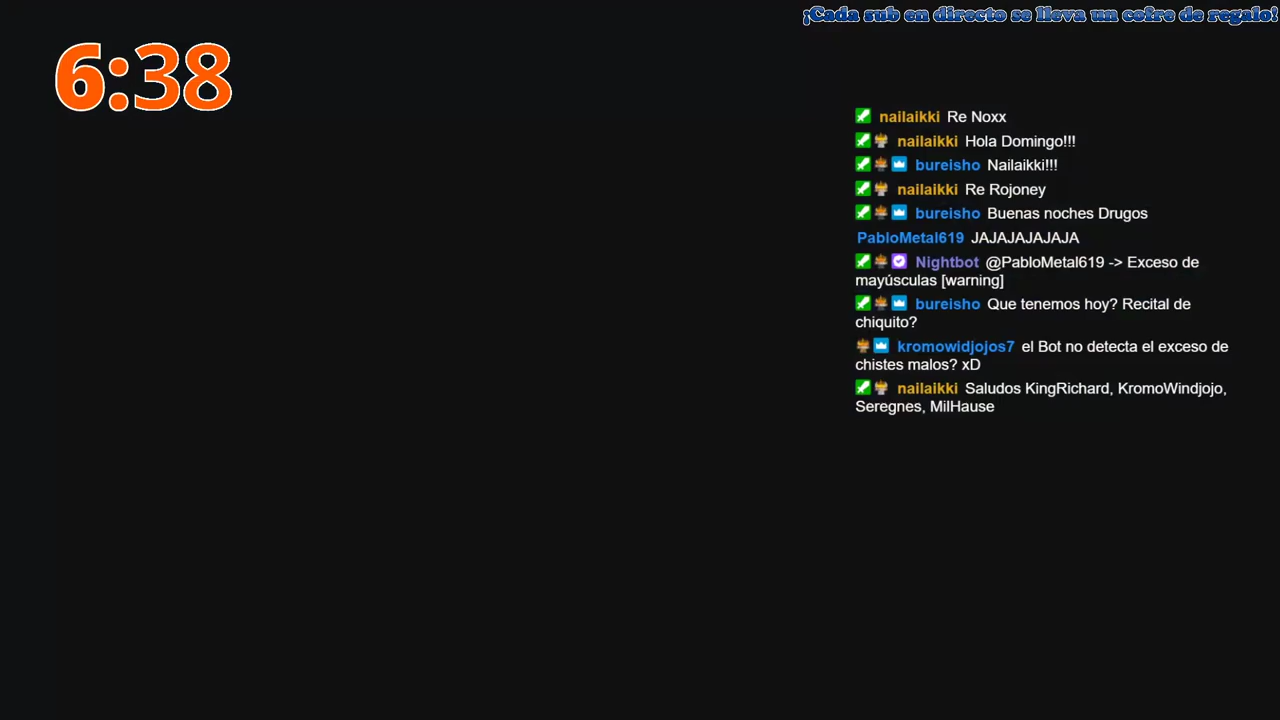 ¡Cada sub en directo se lleva un cofre de regalo!
6:38
nailaikki Re Noxx
nailaikki Hola Domingo!!!
bureisho Nailaikki!!!
nailaikki Re Rojoney
bureisho Buenas noches Drugos
PabloMetal619 JAJAJAJAJAJA
Nightbot @PabloMetal619 -> Exceso de
mayúsculas [warning]
bureisho Que tenemos hoy? Recital de
chiquito?
kromowidjojos7 el Bot no detecta el exceso de
chistes malos? xD
nailaikki Saludos KingRichard, KromoWindjojo,
Seregnes, MilHause